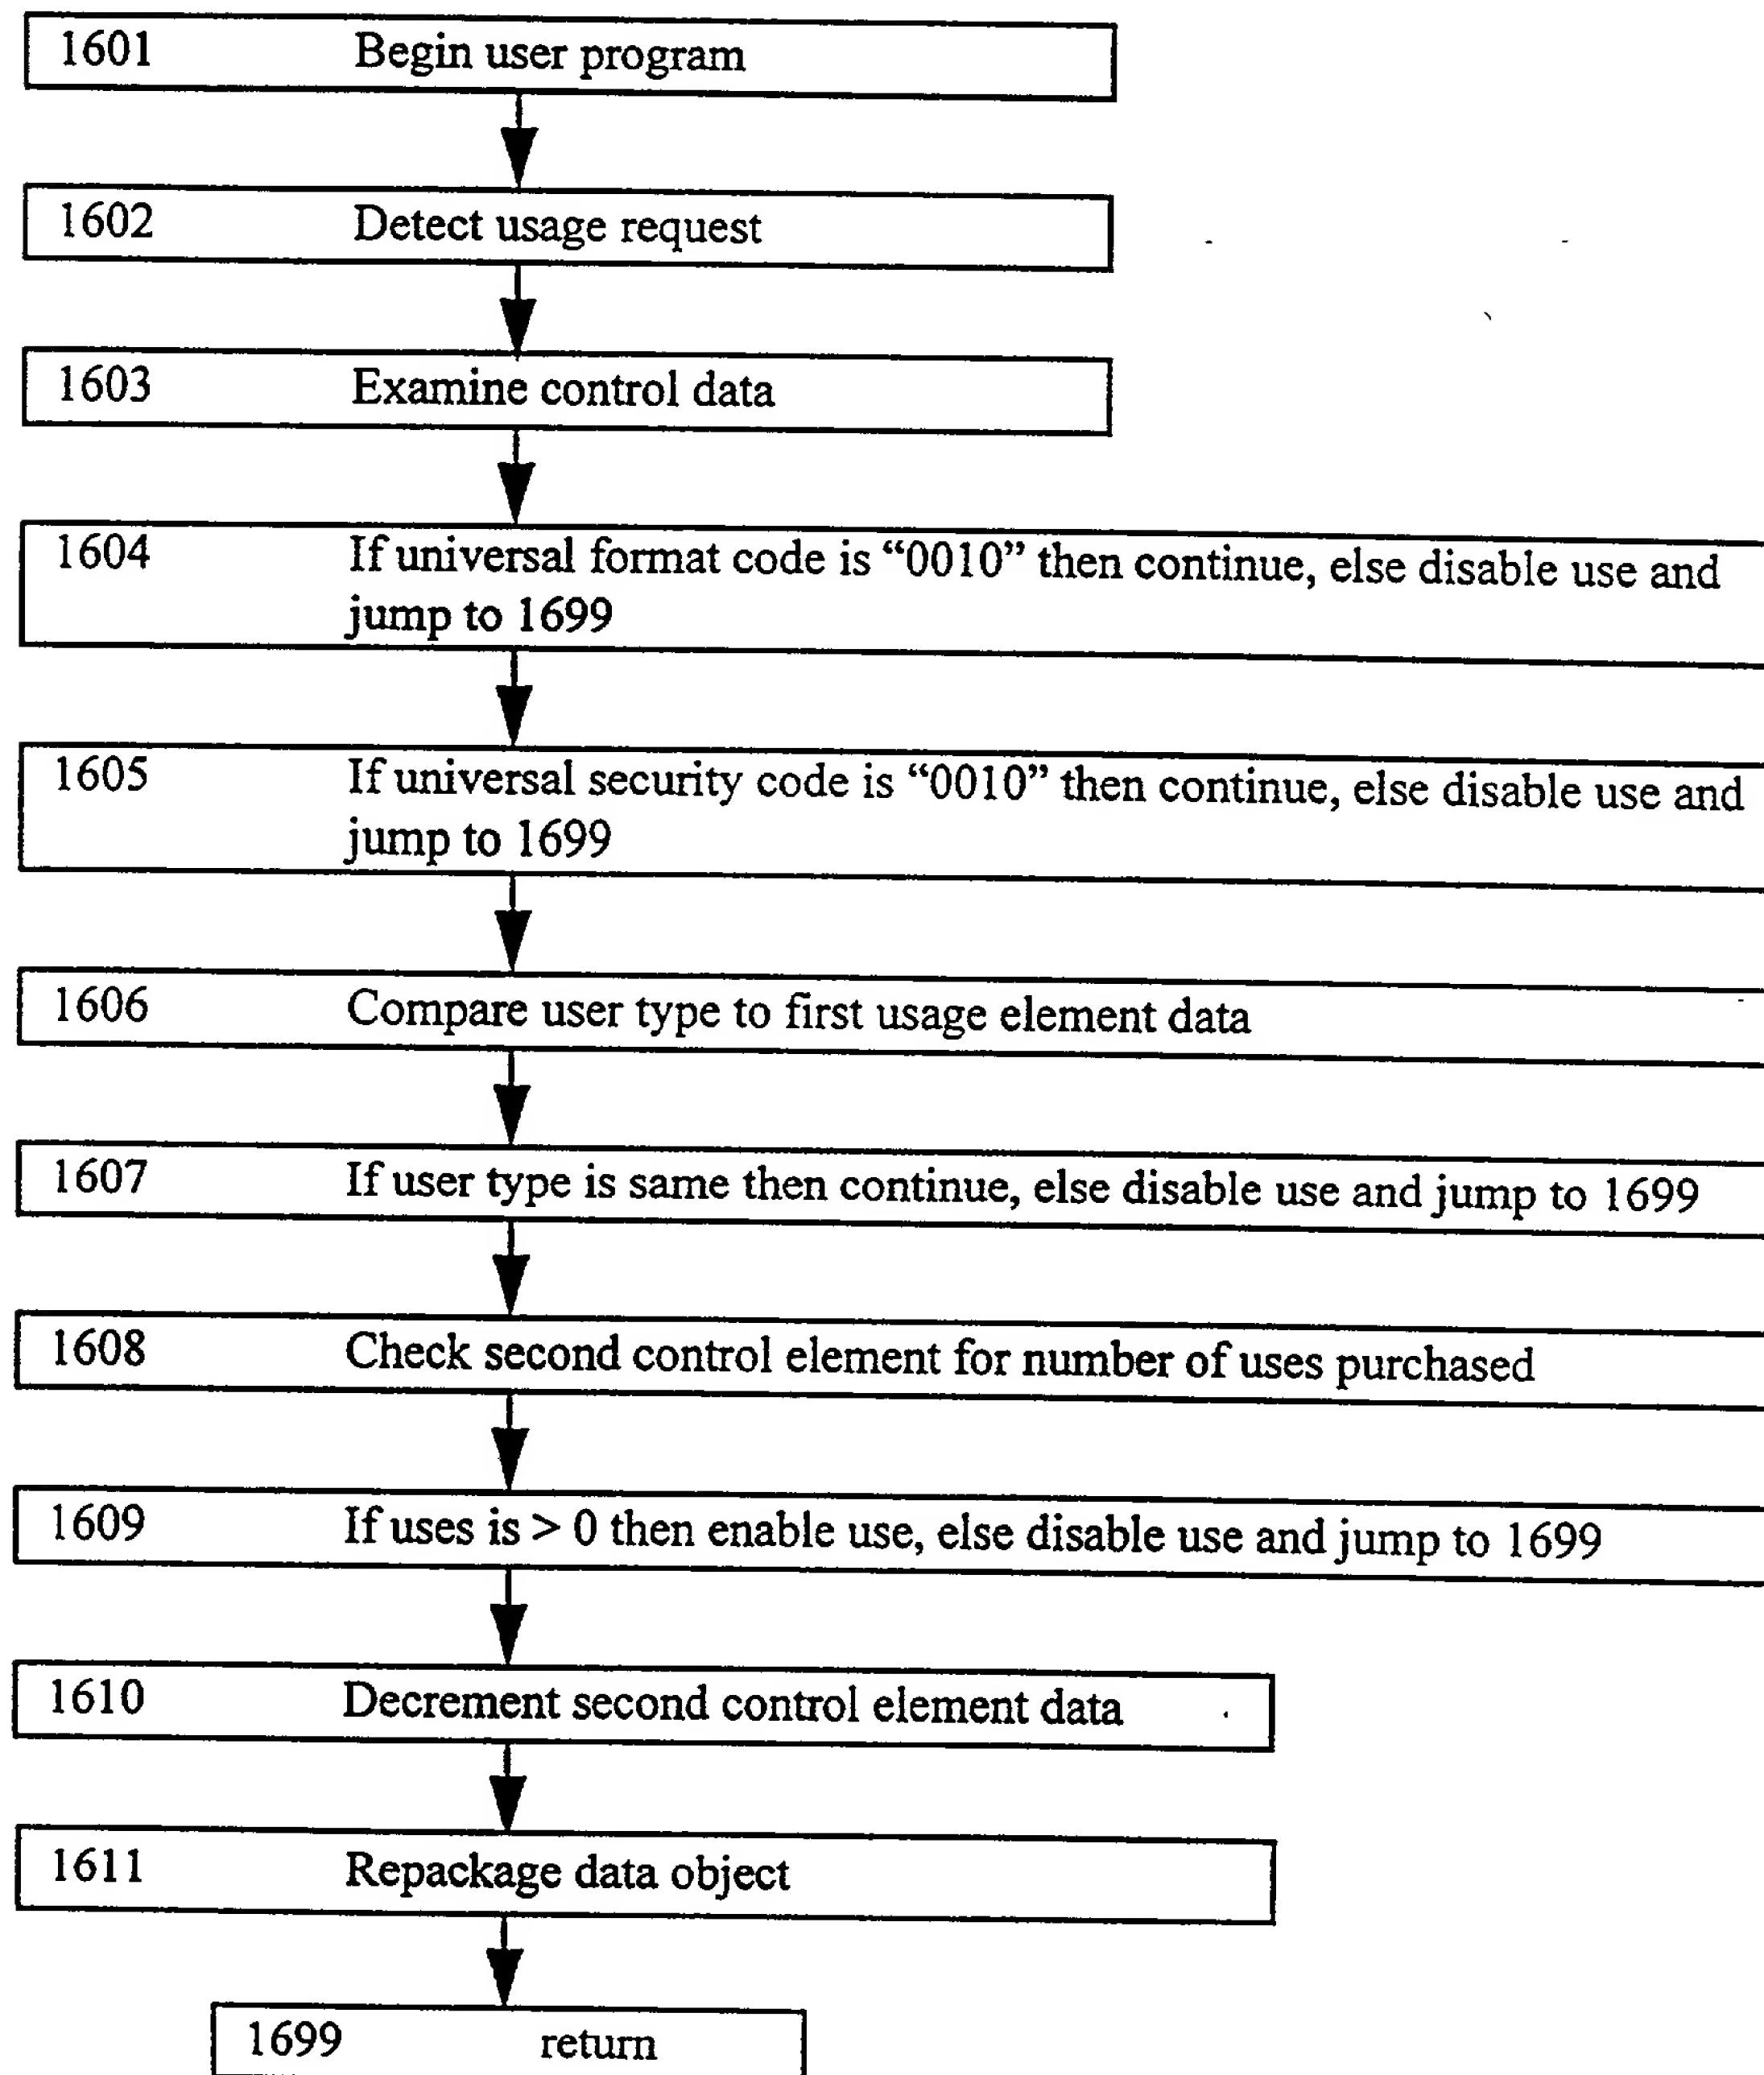 1601 Begin user program
1602 Detect usage request
1603 Examine control data
1604 If universal format code is “0010” then continue, else disable use and
jump to 1699
1605 If universal security code is “0010” then continue, else disable use and
jump to 1699
1606 Compare user type to first usage element data
1607 If user type is same then continue, else disable use and jump to 1699
1608 Check second control element for number of uses purchased
1609 If uses is > 0 then enable use, else disable use and jump to 1699
1610 Decrement second control element data
1611 Repackage data object
1699 return